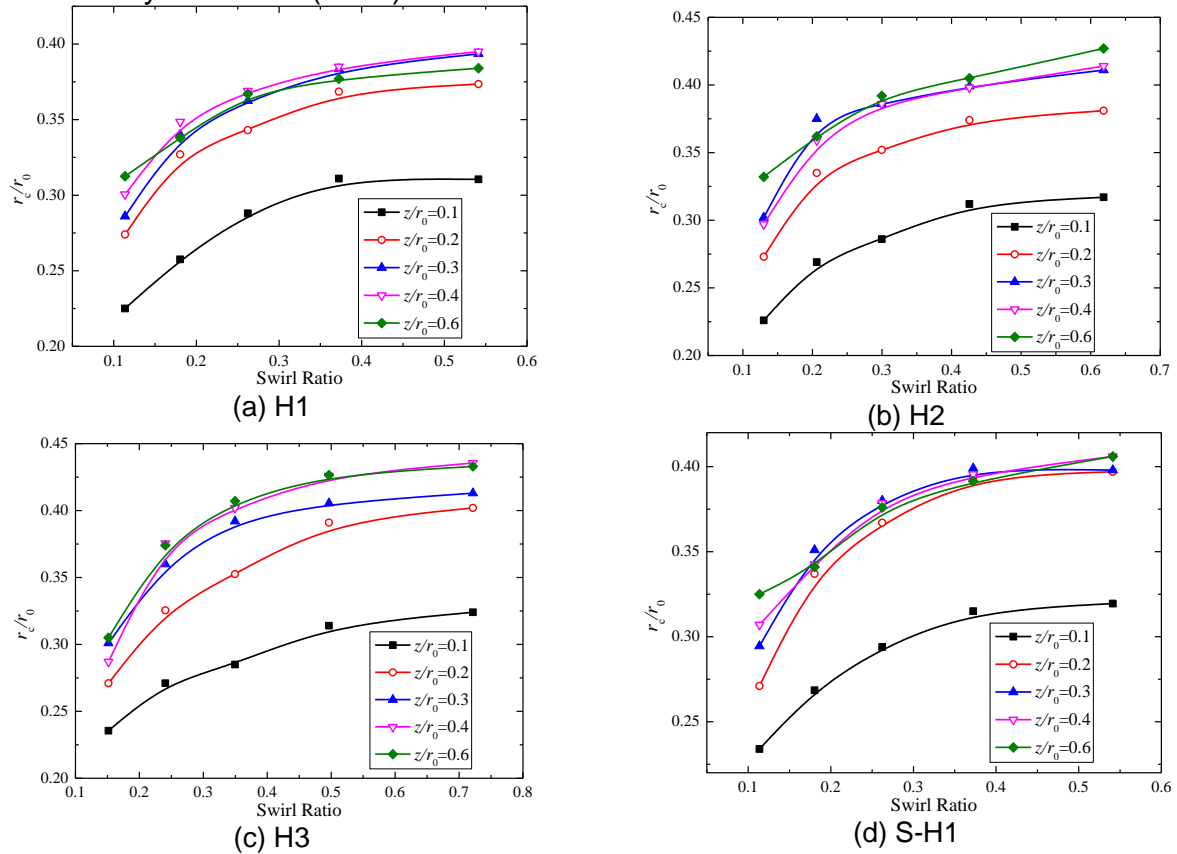 0.40
0.35
0.30
0.25
0.20
0.1 0.2 0.3 0.4 0.5 0.6
r_c/r_0
Swirl Ratio
z/r_0=0.1
z/r_0=0.2
z/r_0=0.3
z/r_0=0.4
z/r_0=0.6
(a) H1
0.45
0.40
0.35
0.30
0.25
0.20
0.1 0.2 0.3 0.4 0.5 0.6 0.7
r_c/r_0
Swirl Ratio
z/r_0=0.1
z/r_0=0.2
z/r_0=0.3
z/r_0=0.4
z/r_0=0.6
(b) H2
0.45
0.40
0.35
0.30
0.25
0.20
0.1 0.2 0.3 0.4 0.5 0.6 0.7 0.8
r_c/r_0
Swirl Ratio
z/r_0=0.1
z/r_0=0.2
z/r_0=0.3
z/r_0=0.4
z/r_0=0.6
(c) H3
0.40
0.35
0.30
0.25
0.1 0.2 0.3 0.4 0.5 0.6
r_c/r_0
Swirl Ratio
z/r_0=0.1
z/r_0=0.2
z/r_0=0.3
z/r_0=0.4
z/r_0=0.6
(d) S-H1